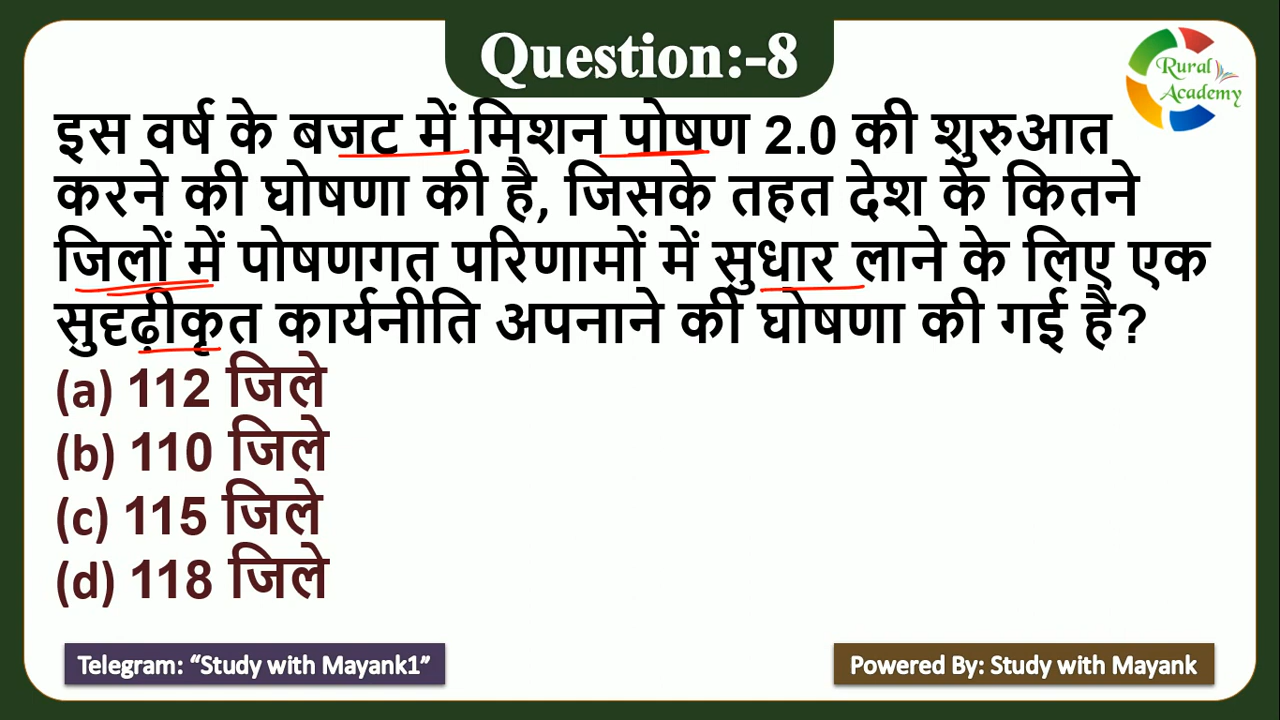 Question:-8
Rural
Academy
इस वर्ष के बजट में मिशन पोषण 2.0 की शुरुआत
करने की घोषणा की है, जिसके तहत देश के कितने
जिलों में पोषणगत परिणामों में सुधार लाने के लिए एक
सुदृढ़ीकृत कार्यनीति अपनाने की घोषणा की गई है?
(a) 112 जिले
(b) 110 जिले
(c) 115 जिले
(d) 118 जिले
Telegram: “Study with Mayank1”
Powered By: Study with Mayank